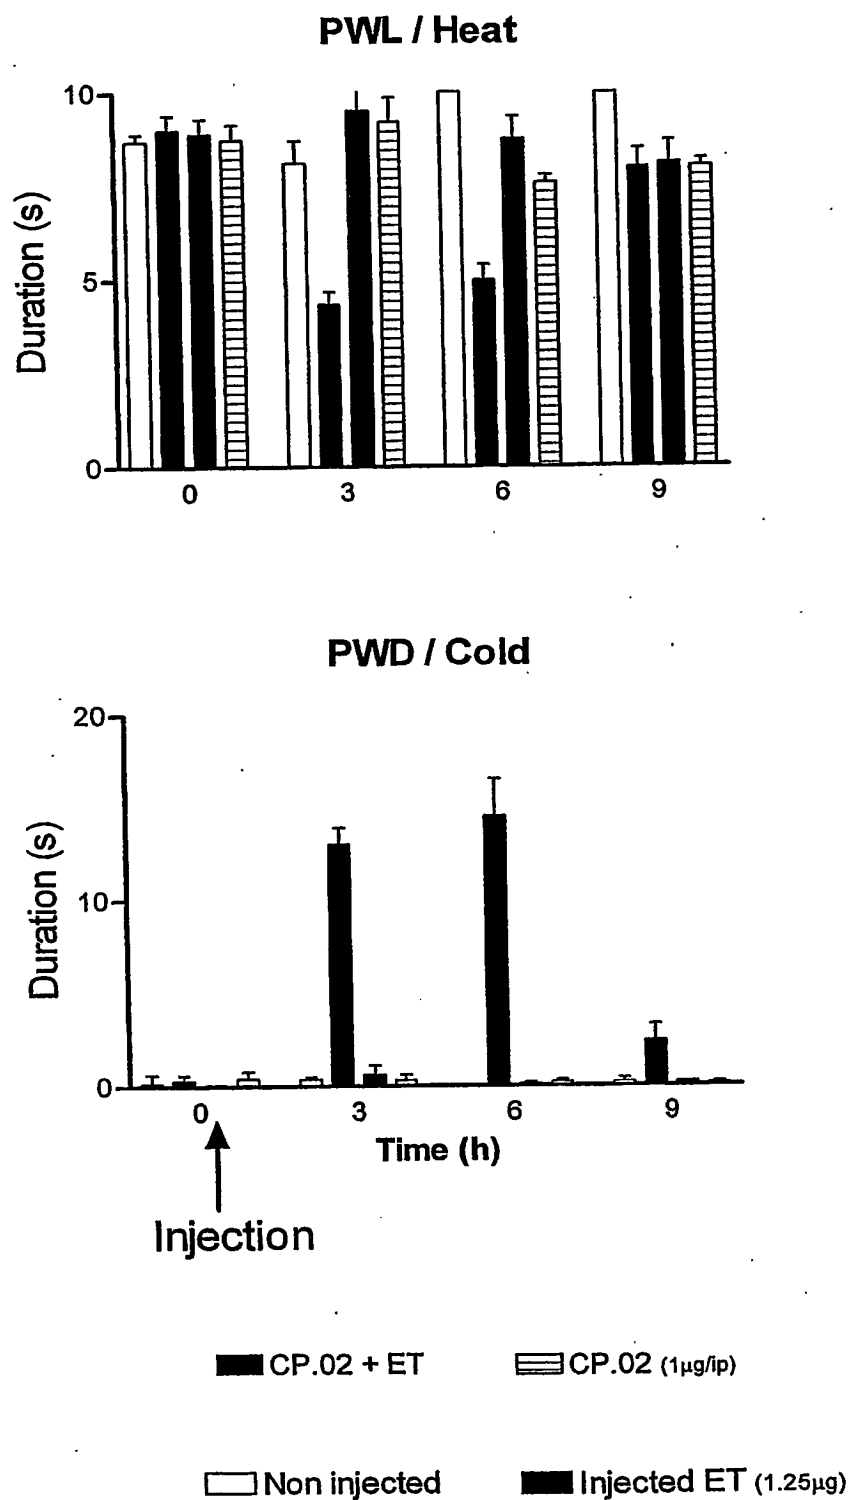 PWL / Heat
10
5
0
Duration (s)
0 3 6 9
PWD / Cold
20
10
0
Duration (s)
0 3 6 9
Time (h)
Injection
CP.02 + ET CP.02 (1µg/ip)
Non injected Injected ET (1.25µg)